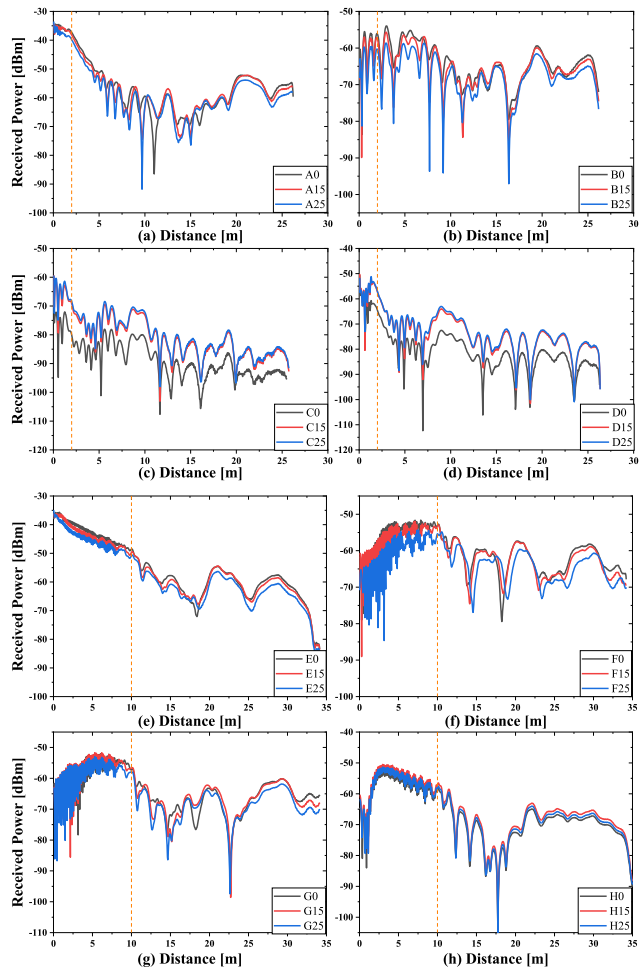 -30
-40
-50
-60
-70
-80
-90
-100
0 5 10 15 20 25 30
Received Power [dBm]
A0
A15
A25
(a) Distance [m]
-50
-60
-70
-80
-90
-100
0 5 10 15 20 25 30
B0
B15
B25
(b) Distance [m]
-50
-60
-70
-80
-90
-100
-110
-120
0 5 10 15 20 25 30
Received Power [dBm]
C0
C15
C25
(c) Distance [m]
-40
-50
-60
-70
-80
-90
-100
-110
-120
0 5 10 15 20 25 30
D0
D15
D25
(d) Distance [m]
-30
-40
-50
-60
-70
-80
-90
-100
0 5 10 15 20 25 30 35
Received Power [dBm]
E0
E15
E25
(e) Distance [m]
-50
-60
-70
-80
-90
-100
0 5 10 15 20 25 30 35
F0
F15
F25
(f) Distance [m]
-40
-50
-60
-70
-80
-90
-100
-110
0 5 10 15 20 25 30 35
Received Power [dBm]
G0
G15
G25
(g) Distance [m]
-40
-60
-80
-100
0 5 10 15 20 25 30 35
H0
H15
H25
(h) Distance [m]